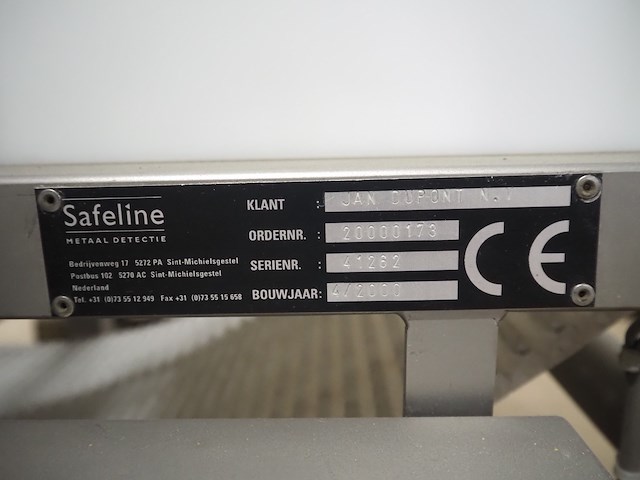 Safeline
METAAL DETECTIE
Bedrijvenweg 17 5272 PA Sint-Michielsgestel
Postbus 102 5270 AC Sint-Michielsgestel
Nederland
Tel. +31 (0)73 55 12 949 Fax +31 (0)73 55 15 658
KLANT : JAN DUPONT N.V
ORDERNR. : 20000173
SERIENR. : 41262
BOUWJAAR: 4/2000
CE